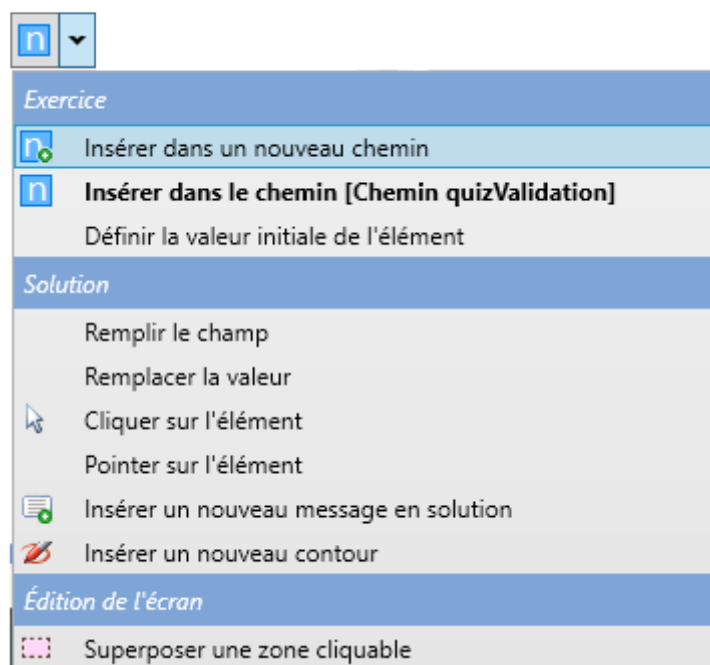 n
Exercice
n Insérer dans un nouveau chemin
n Insérer dans le chemin [Chemin quizValidation]
Définir la valeur initiale de l'élément
Solution
Remplir le champ
Remplacer la valeur
Cliquer sur l'élément
Pointer sur l'élément
Insérer un nouveau message en solution
Insérer un nouveau contour
Édition de l'écran
Superposer une zone cliquable